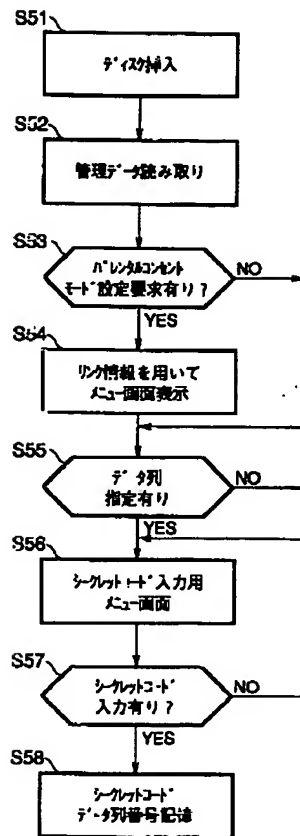 S51
ディスク挿入
S52
管理データ読み取り
S53
パレンタルコンセント
モード設定要求有り？
NO
YES
S54
リンク情報を用いて
メニュー画面表示
S55
データ列
指定有り
NO
YES
S56
シークレットコード入力用
メニュー画面
S57
シークレットコード
入力有り？
NO
YES
S58
シークレットコード
データ列番号記憶